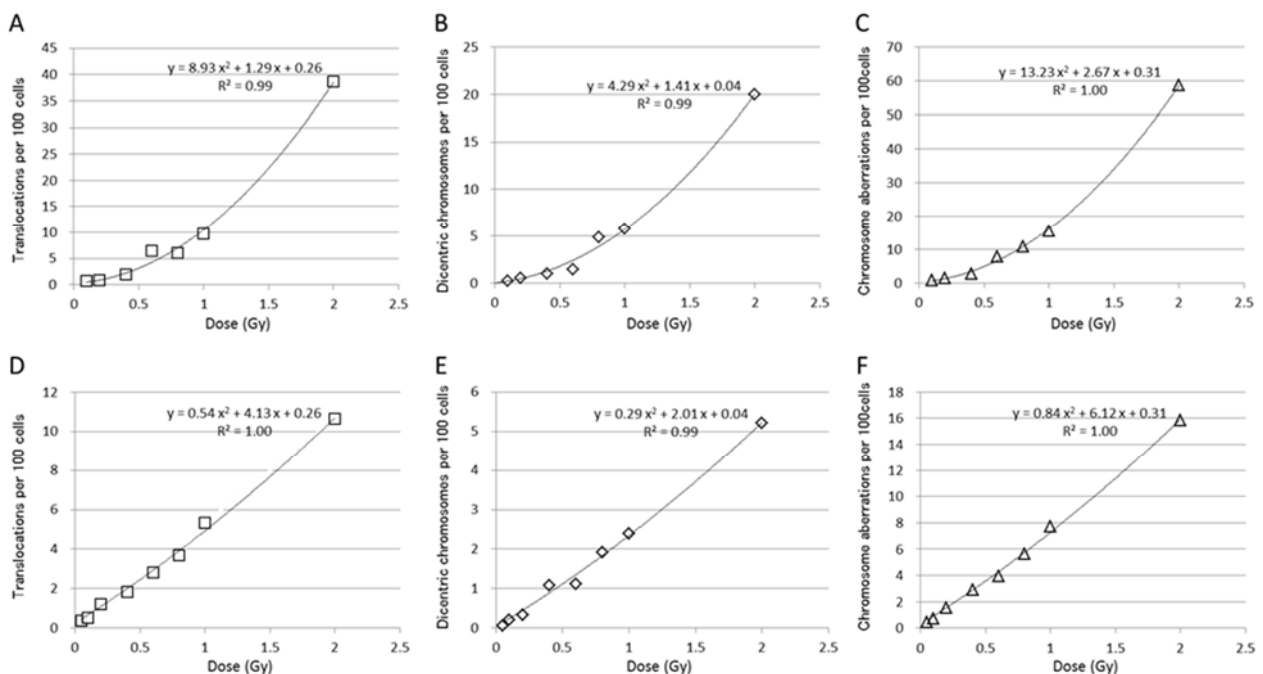 A
Translocations per 100 cells
45
40
35
30
25
20
15
10
5
0
y = 8.93 x² + 1.29 x + 0.26
R² = 0.99
0 0.5 1 1.5 2 2.5
Dose (Gy)
B
Dicentric chromosomes per 100 cells
25
20
15
10
5
0
y = 4.29 x² + 1.41 x + 0.04
R² = 0.99
0 0.5 1 1.5 2 2.5
Dose (Gy)
C
Chromosome aberrations per 100cells
70
60
50
40
30
20
10
0
y = 13.23 x² + 2.67 x + 0.31
R² = 1.00
0 0.5 1 1.5 2 2.5
Dose (Gy)
D
Translocations per 100 cells
12
10
8
6
4
2
0
y = 0.54 x² + 4.13 x + 0.26
R² = 1.00
0 0.5 1 1.5 2 2.5
Dose (Gy)
E
Dicentric chromosomes per 100 cells
6
5
4
3
2
1
0
y = 0.29 x² + 2.01 x + 0.04
R² = 0.99
0 0.5 1 1.5 2 2.5
Dose (Gy)
F
Chromosome aberrations per 100cells
18
16
14
12
10
8
6
4
2
0
y = 0.84 x² + 6.12 x + 0.31
R² = 1.00
0 0.5 1 1.5 2 2.5
Dose (Gy)